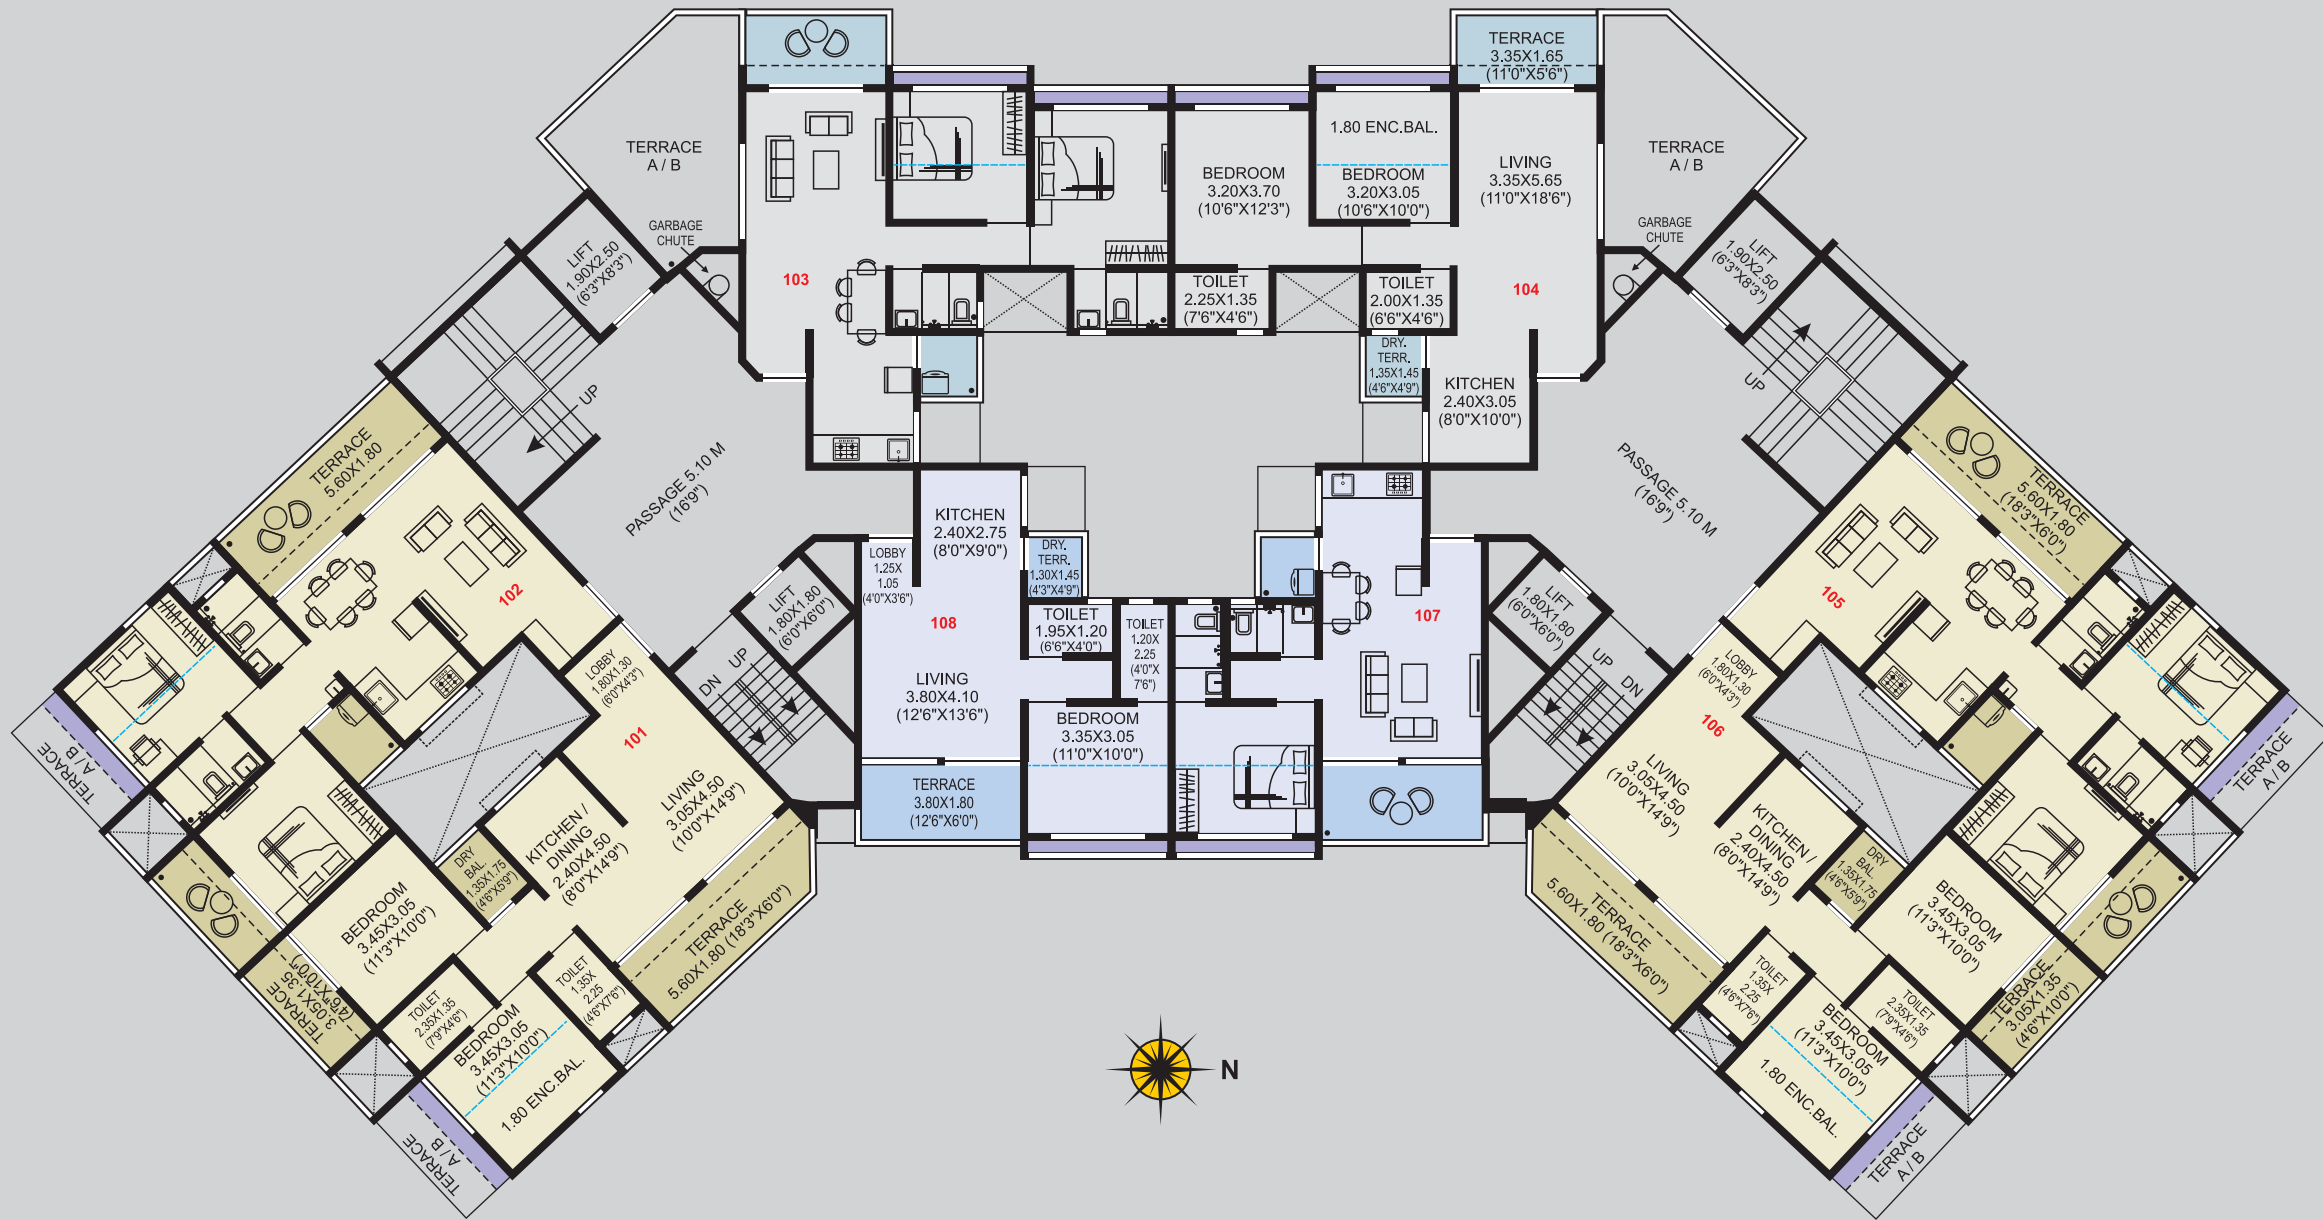 TERRACE
A / B
GARBAGE
CHUTE
LIFT
1.90X2.50
(6'3"X8'3")
103
BEDROOM
3.20X3.70
(10'6"X12'3")
1.80 ENC.BAL.
BEDROOM
3.20X3.05
(10'6"X10'0")
TERRACE
3.35X1.65
(11'0"X5'6")
LIVING
3.35X5.65
(11'0"X18'6")
TERRACE
A / B
GARBAGE
CHUTE
LIFT
1.90X2.50
(6'3"X8'3")
TOILET
2.25X1.35
(7'6"X4'6")
TOILET
2.00X1.35
(6'6"X4'6")
104
DRY.
TERR.
1.35X1.45
(4'6"X4'9")
KITCHEN
2.40X3.05
(8'0"X10'0")
UP
UP
PASSAGE 5.10 M
(16'9")
PASSAGE 5.10 M
(16'9")
TERRACE
5.60X1.80
102
TERRACE
5.60X1.80
(18'3"X6'0")
105
LOBBY
1.25X
1.05
(4'0"X3'6")
KITCHEN
2.40X2.75
(8'0"X9'0")
DRY.
TERR.
1.30X1.45
(4'3"X4'9")
108
TOILET
1.95X1.20
(6'6"X4'0")
TOILET
1.20X
2.25
(4'0"X
7'6")
LIVING
3.80X4.10
(12'6"X13'6")
BEDROOM
3.35X3.05
(11'0"X10'0")
TERRACE
3.80X1.80
(12'6"X6'0")
107
LIFT
1.80X1.80
(6'0"X6'0")
UP
DN
LIFT
1.80X1.80
(6'0"X6'0")
UP
DN
LOBBY
1.80X1.30
(6'0"X4'3")
101
LIVING
3.05X4.50
(10'0"X14'9")
KITCHEN /
DINING
2.40X4.50
(8'0"X14'9")
DRY
BAL.
1.35X1.75
(4'6"X5'9")
TERRACE
5.60X1.80 (18'3"X6'0")
BEDROOM
3.45X3.05
(11'3"X10'0")
TOILET
2.35X1.35
(7'9"X4'6")
TOILET
1.35X
2.25
(4'6"X7'6")
BEDROOM
3.45X3.05
(11'3"X10'0")
1.80 ENC.BAL.
TERRACE
3.05X1.35
(4'6"X10'0")
TERRACE
A / B
TERRACE
A / B
LOBBY
1.80X1.30
(6'0"X4'3")
106
LIVING
3.05X4.50
(10'0"X14'9")
KITCHEN /
DINING
2.40X4.50
(8'0"X14'9")
DRY
BAL.
1.35X1.75
(4'6"X5'9")
TERRACE
5.60X1.80 (18'3"X6'0")
BEDROOM
3.45X3.05
(11'3"X10'0")
TOILET
1.35X
2.25
(4'6"X7'6")
TOILET
2.35X1.35
(7'9"X4'6")
BEDROOM
3.45X3.05
(11'3"X10'0")
1.80 ENC.BAL.
TERRACE
3.05X1.35
(4'6"X10'0")
TERRACE
A / B
TERRACE
A / B
N